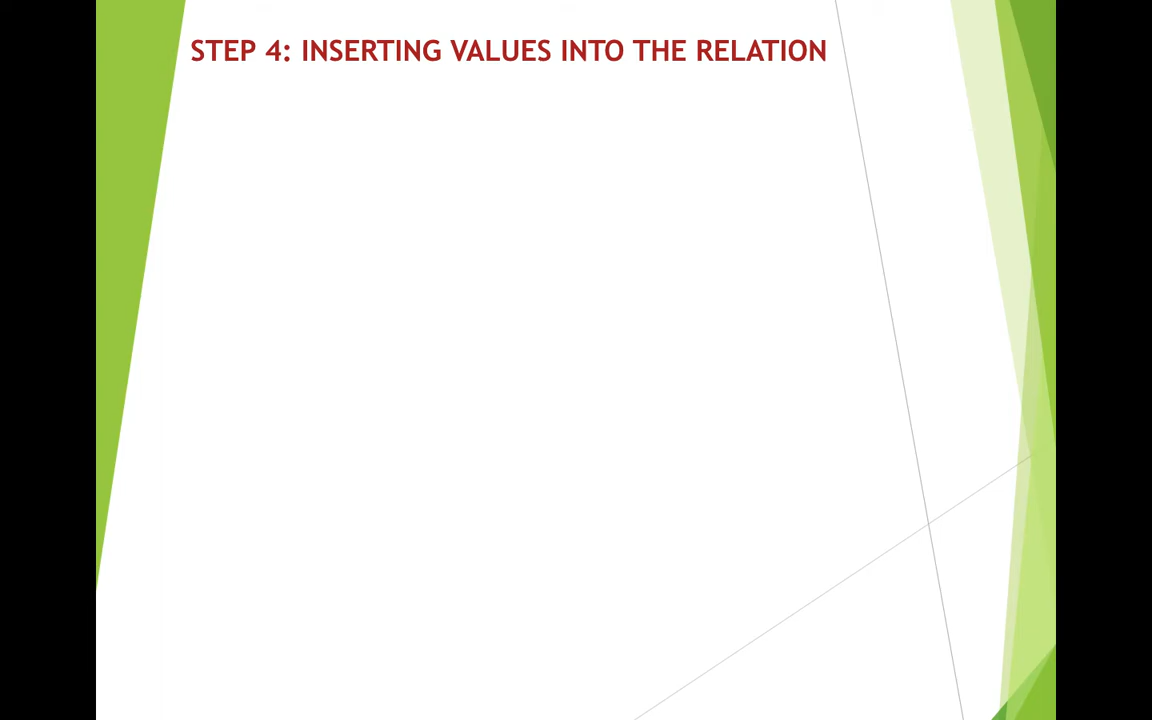 STEP 4: INSERTING VALUES INTO THE RELATION